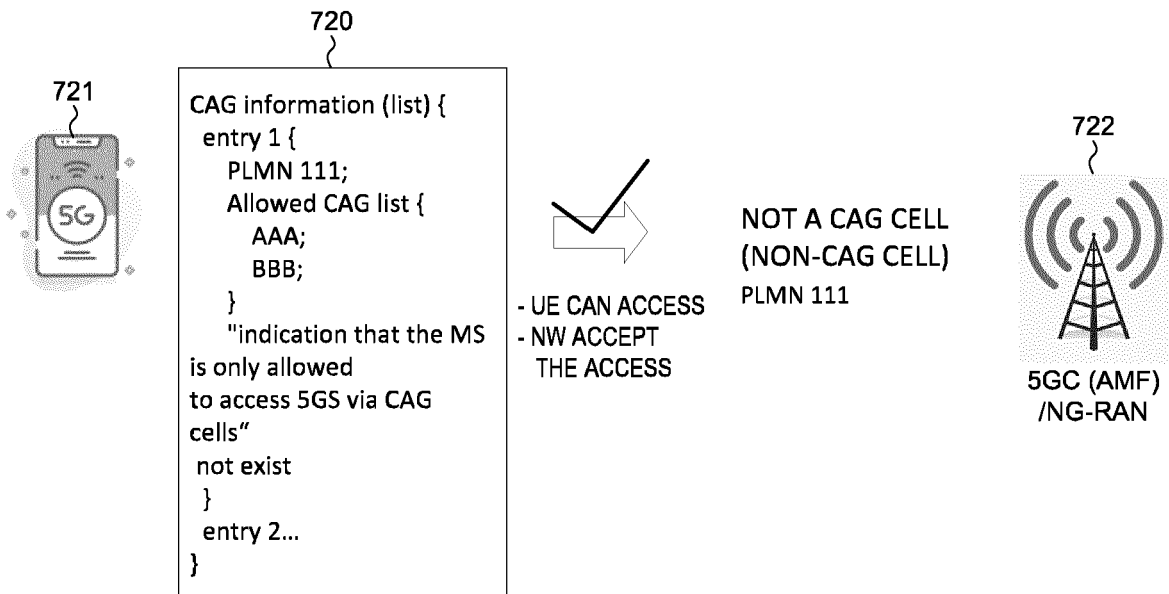 720
721
5G
CAG information (list) {
entry 1 {
PLMN 111;
Allowed CAG list {
AAA;
BBB;
}
"indication that the MS
is only allowed
to access 5GS via CAG
cells"
not exist
}
entry 2...
}
- UE CAN ACCESS
- NW ACCEPT
THE ACCESS
NOT A CAG CELL
(NON-CAG CELL)
PLMN 111
722
5GC (AMF)
/NG-RAN